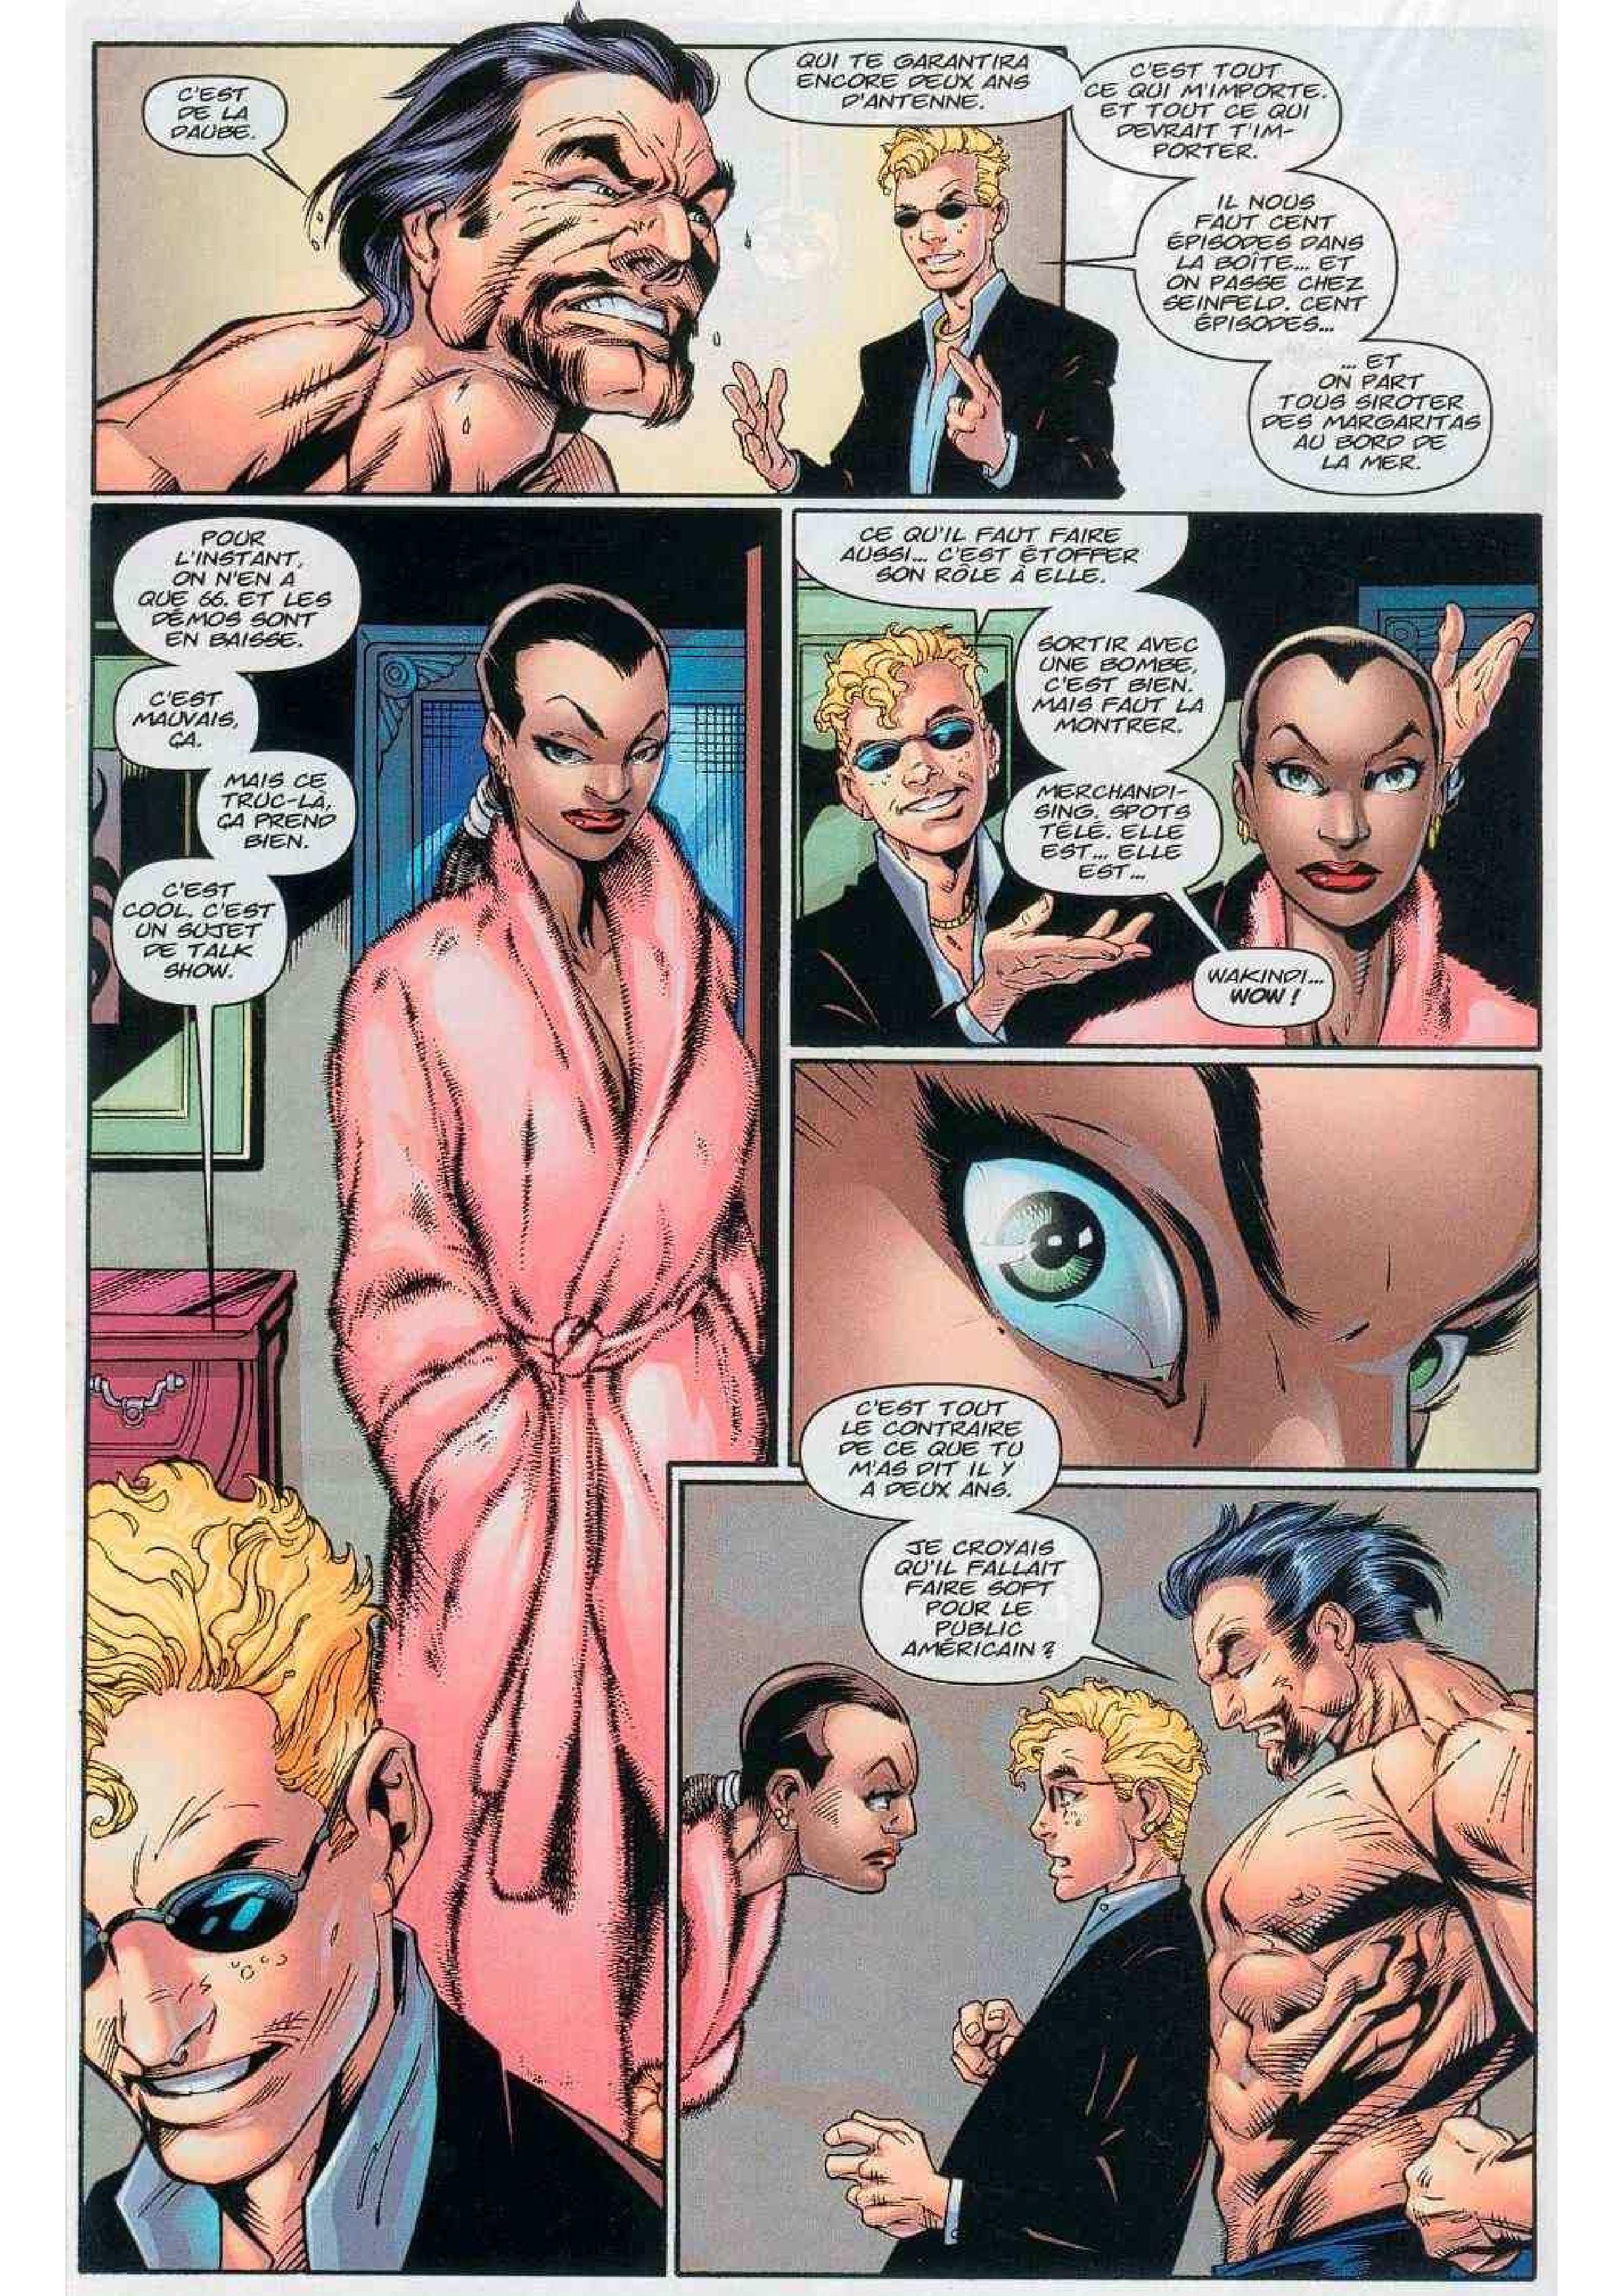 C'EST
DE LA
DAUBE.
QUI TE GARANTIRA
ENCORE DEUX ANS
D'ANTENNE.
C'EST TOUT
CE QUI M'IMPORTE.
ET TOUT CE QUI
DEVRAIT T'IM-
PORTER.
IL NOUS
FAUT CENT
ÉPISODES DANS
LA BOÎTE... ET
ON PASSE CHEZ
SEINFELD. CENT
ÉPISODES...
... ET
ON PART
TOUS SIROTER
DES MARGARITAS
AU BORD DE
LA MER.
POUR
L'INSTANT,
ON N'EN A
QUE 66. ET LES
DÉMOS SONT
EN BAISSE.
C'EST
MAUVAIS,
ÇA.
MAIS CE
TRUC-LÀ,
ÇA PREND
BIEN.
C'EST
COOL. C'EST
UN SUJET
DE TALK
SHOW.
CE QU'IL FAUT FAIRE
AUSSI... C'EST ÉTOFFER
SON RÔLE À ELLE.
SORTIR AVEC
UNE BOMBE,
C'EST BIEN.
MAIS FAUT LA
MONTRER.
MERCHANDI-
SING. SPOTS
TÉLÉ. ELLE
EST... ELLE
EST...
WAKINDI...
WOW !
C'EST TOUT
LE CONTRAIRE
DE CE QUE TU
M'AS DIT IL Y
A DEUX ANS.
JE CROYAIS
QU'IL FALLAIT
FAIRE SOFT
POUR LE
PUBLIC
AMÉRICAIN ?